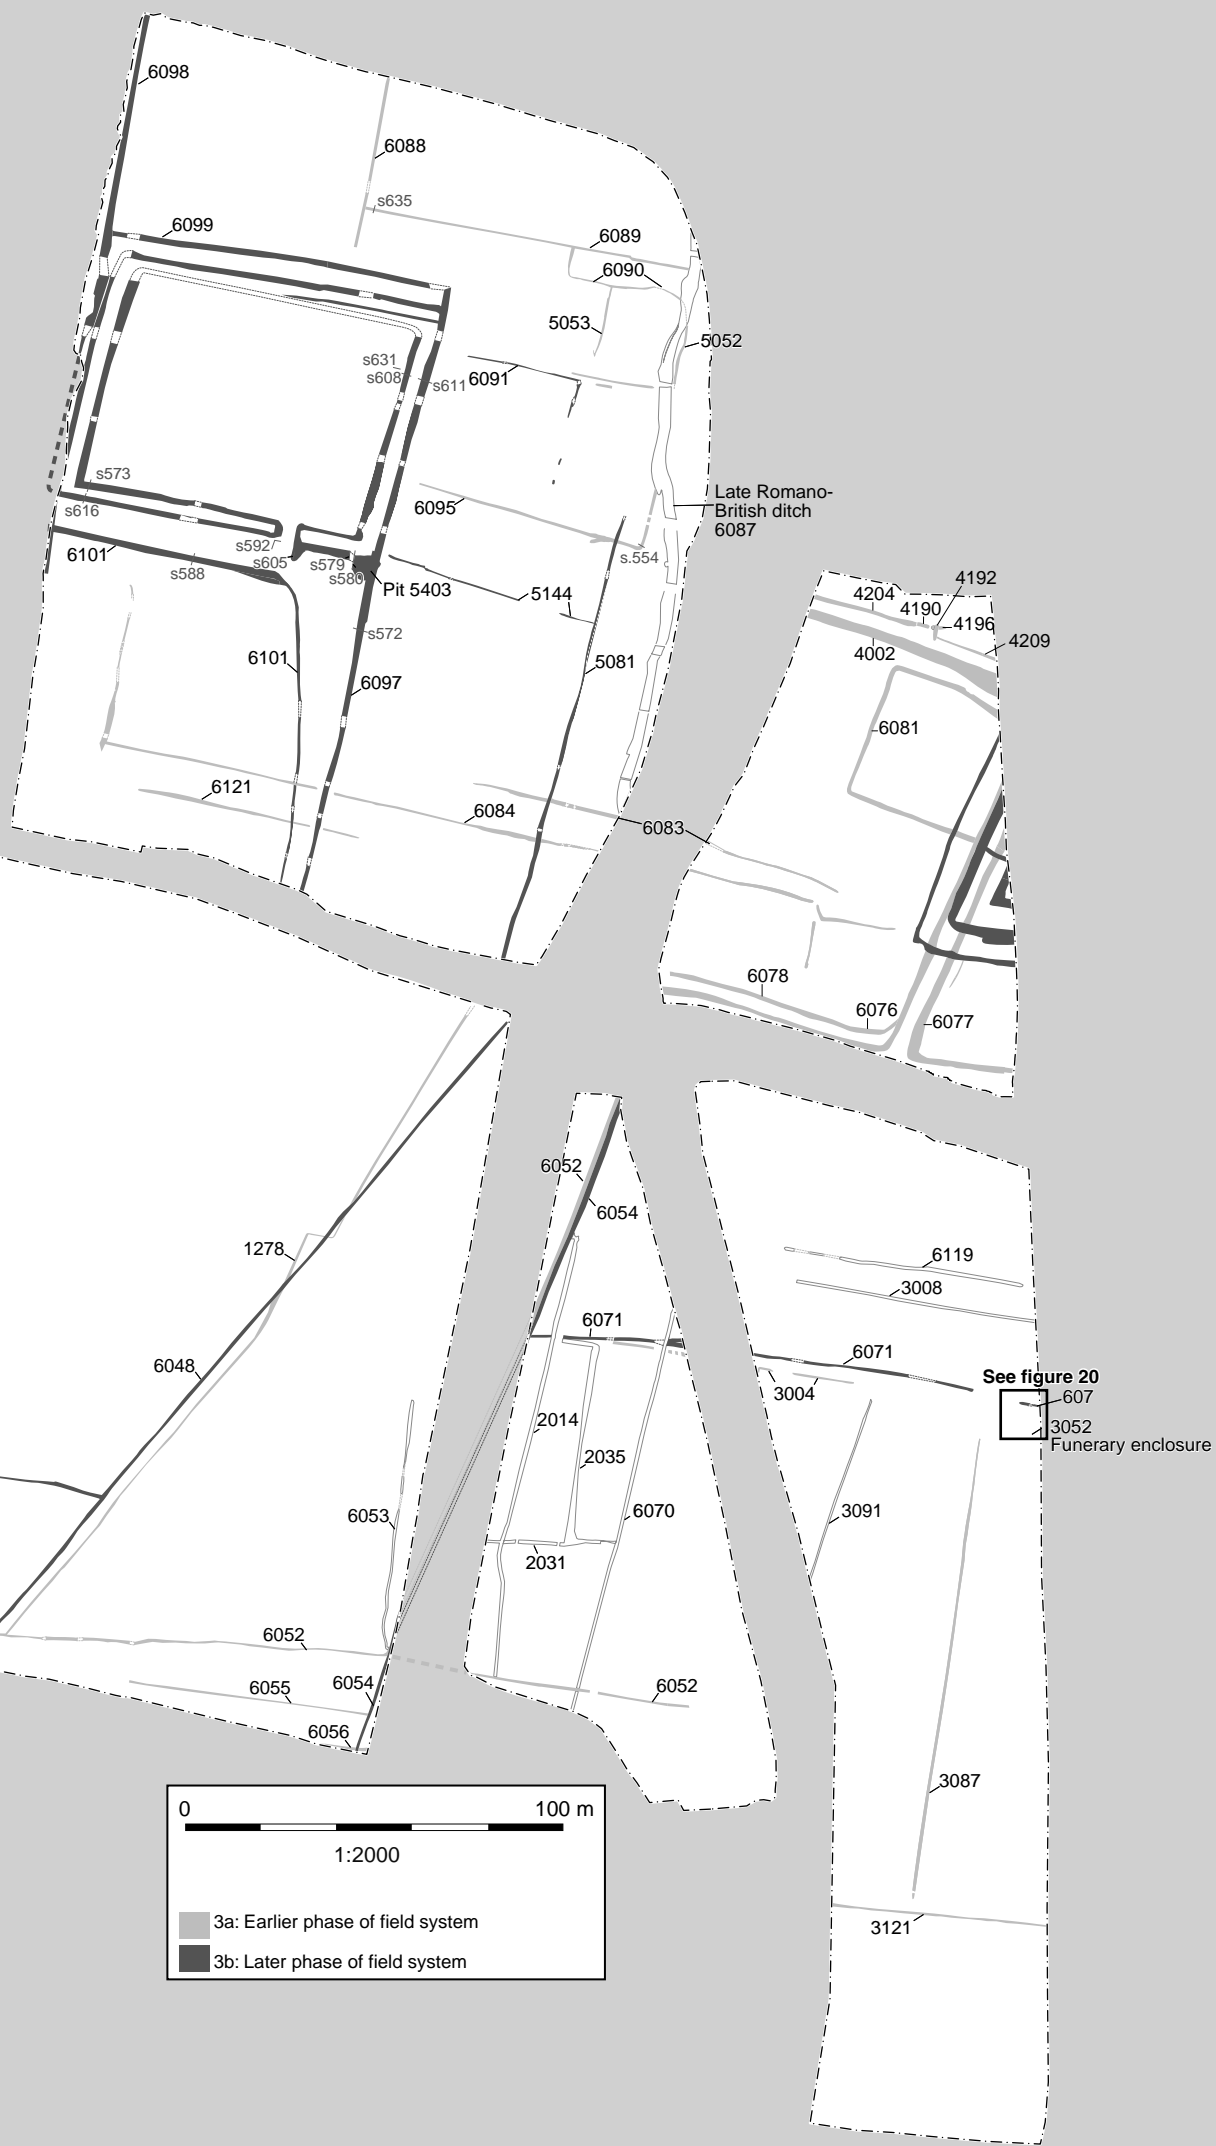 6098
6088
s635
6099
6089
6090
5053
5052
s631
s608
s611
6091
s573
s616
6095
Late Romano-
British ditch
6087
s592
s605
s579
s580
s.554
6101
s588
Pit 5403
5144
s572
6101
6097
5081
4192
4204
4190
4196
4209
4002
6081
6121
6084
6083
6078
6076
6077
6052
6054
1278
6119
3008
6071
6071
6048
3004
See figure 20
607
3052
Funerary enclosure
2014
2035
6053
6070
3091
2031
6052
6055
6054
6052
6056
3087
3121
0
100 m
1:2000
3a: Earlier phase of field system
3b: Later phase of field system